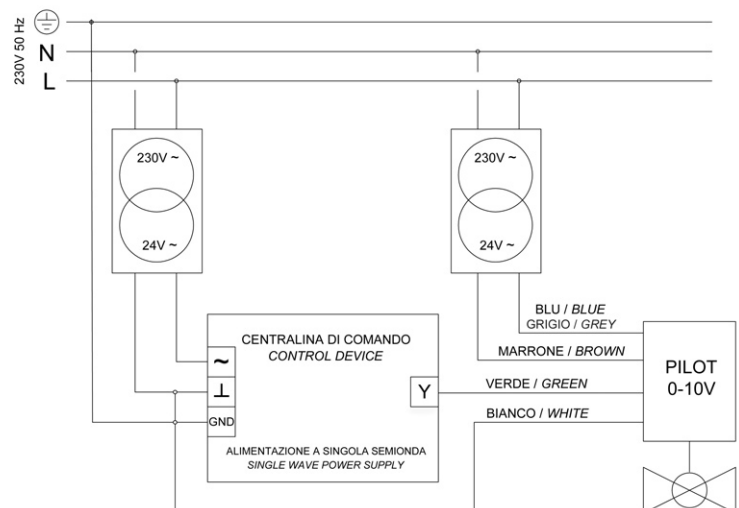 230V 50 Hz
N
L
230V ~
24V ~
230V ~
24V ~
BLU / BLUE
GRIGIO / GREY
MARRONE / BROWN
VERDE / GREEN
BIANCO / WHITE
CENTRALINA DI COMANDO
CONTROL DEVICE
~
⊥
GND
Y
ALIMENTAZIONE A SINGOLA SEMIONDA
SINGLE WAVE POWER SUPPLY
PILOT
0-10V